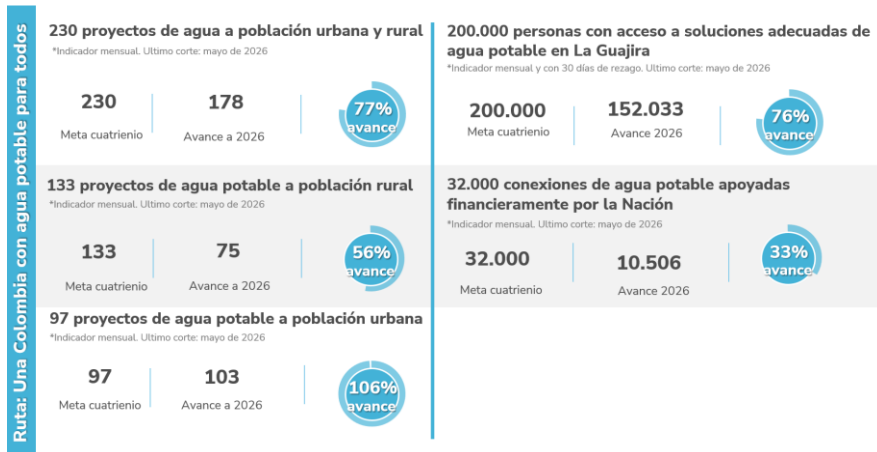 Ruta: Una Colombia con agua potable para todos
230 proyectos de agua a población urbana y rural
*Indicador mensual. Ultimo corte: mayo de 2026
230
178
Meta cuatrienio
Avance a 2026
77%
avance
133 proyectos de agua potable a población rural
*Indicador mensual. Ultimo corte: mayo de 2026
133
75
Meta cuatrienio
Avance a 2026
56%
avance
97 proyectos de agua potable a población urbana
*Indicador mensual. Ultimo corte: mayo de 2026
97
103
Meta cuatrienio
Avance a 2026
106%
avance
200.000 personas con acceso a soluciones adecuadas de
agua potable en La Guajira
*Indicador mensual y con 30 días de rezago. Ultimo corte: mayo de 2026
200.000
152.033
Meta cuatrienio
Avance 2026
76%
avance
32.000 conexiones de agua potable apoyadas
financieramente por la Nación
*Indicador mensual. Ultimo corte: mayo de 2026
32.000
10.506
Meta cuatrienio
Avance 2026
33%
avance